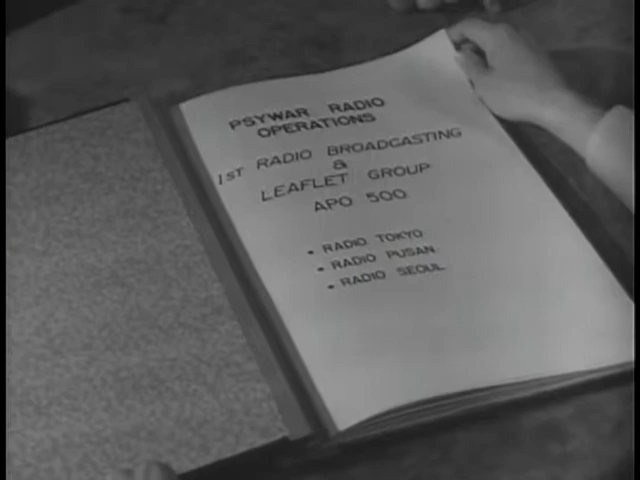 PSYWAR RADIO
OPERATIONS
1ST RADIO BROADCASTING
&
LEAFLET GROUP
APO 500
• RADIO TOKYO
• RADIO PUSAN
• RADIO SEOUL